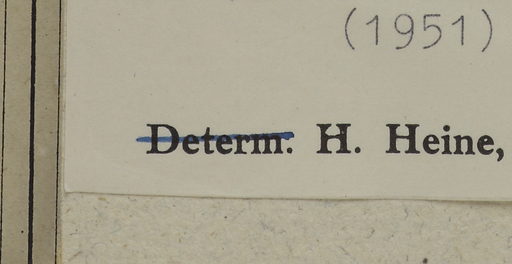 (1951)
Determ. H. Heine,